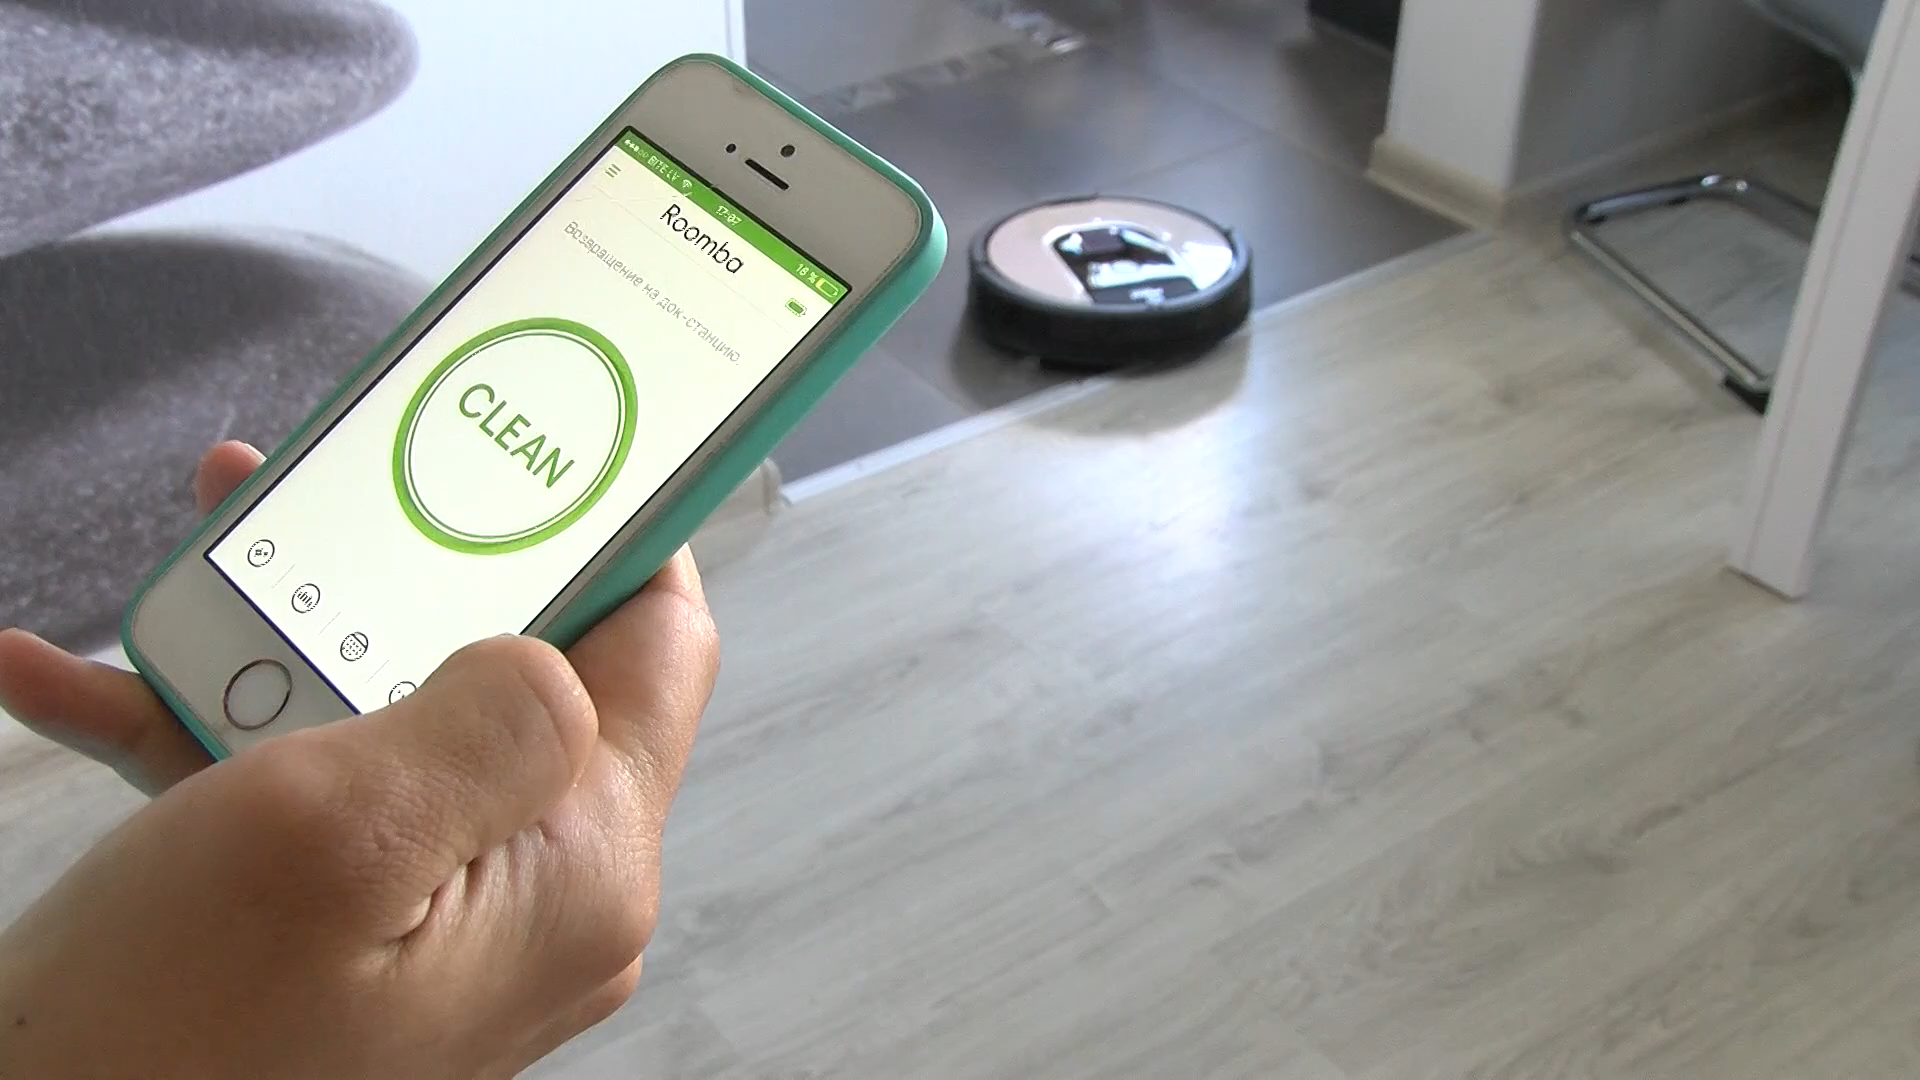 BITE LV
17:07
18 %
Roomba
Возвращение на док-станцию.
CLEAN